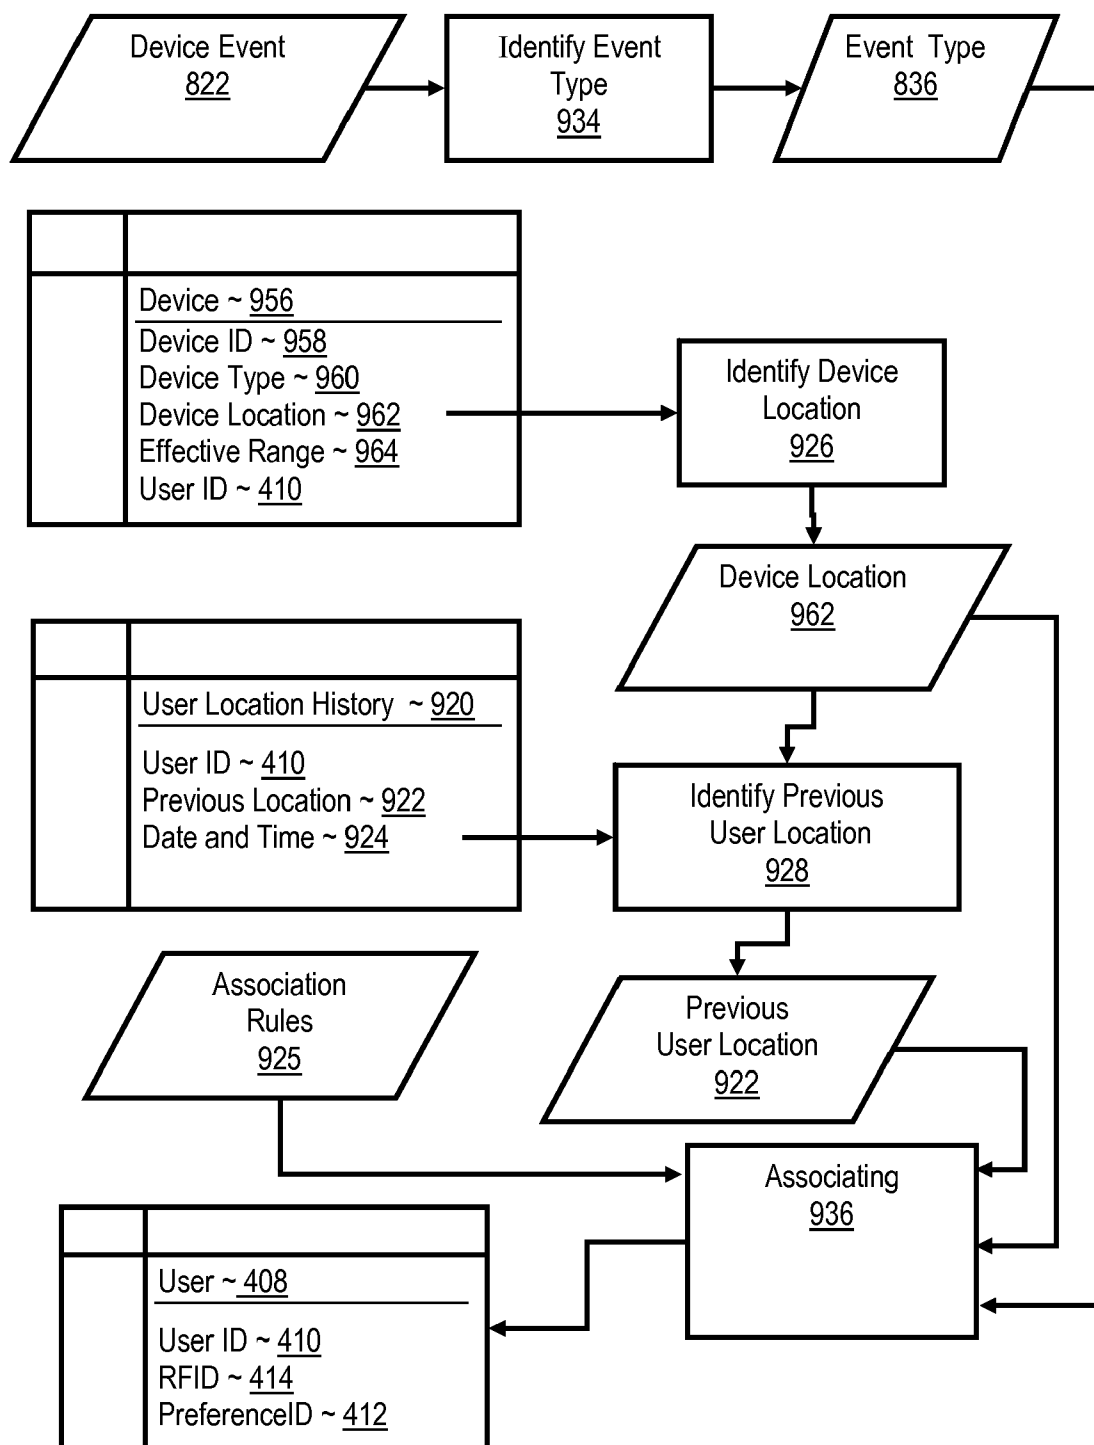 Device Event
822
Identify Event
Type
934
Event Type
836
Device ~ 956
Device ID ~ 958
Device Type ~ 960
Device Location ~ 962
Effective Range ~ 964
User ID ~ 410
Identify Device
Location
926
Device Location
962
User Location History ~ 920
User ID ~ 410
Previous Location ~ 922
Date and Time ~ 924
Identify Previous
User Location
928
Association
Rules
925
Previous
User Location
922
Associating
936
User ~ 408
User ID ~ 410
RFID ~ 414
PreferenceID ~ 412